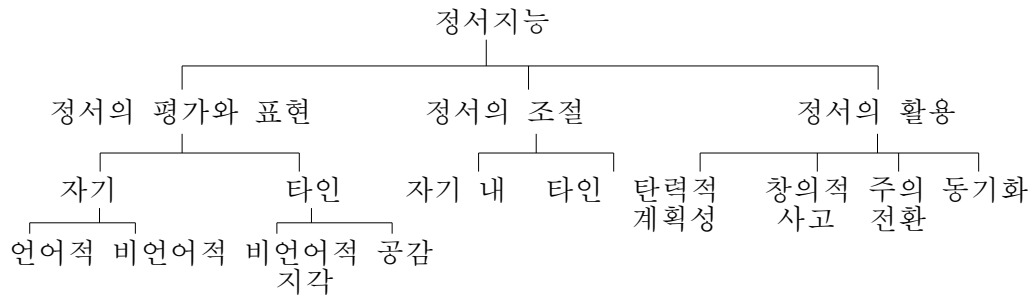 정서지능
정서의 평가와 표현 정서의 조절 정서의 활용
자기 타인 자기 내 타인 탄력적 계획성 창의적 사고 주의 전환 동기화
언어적 비언어적 비언어적 지각 공감